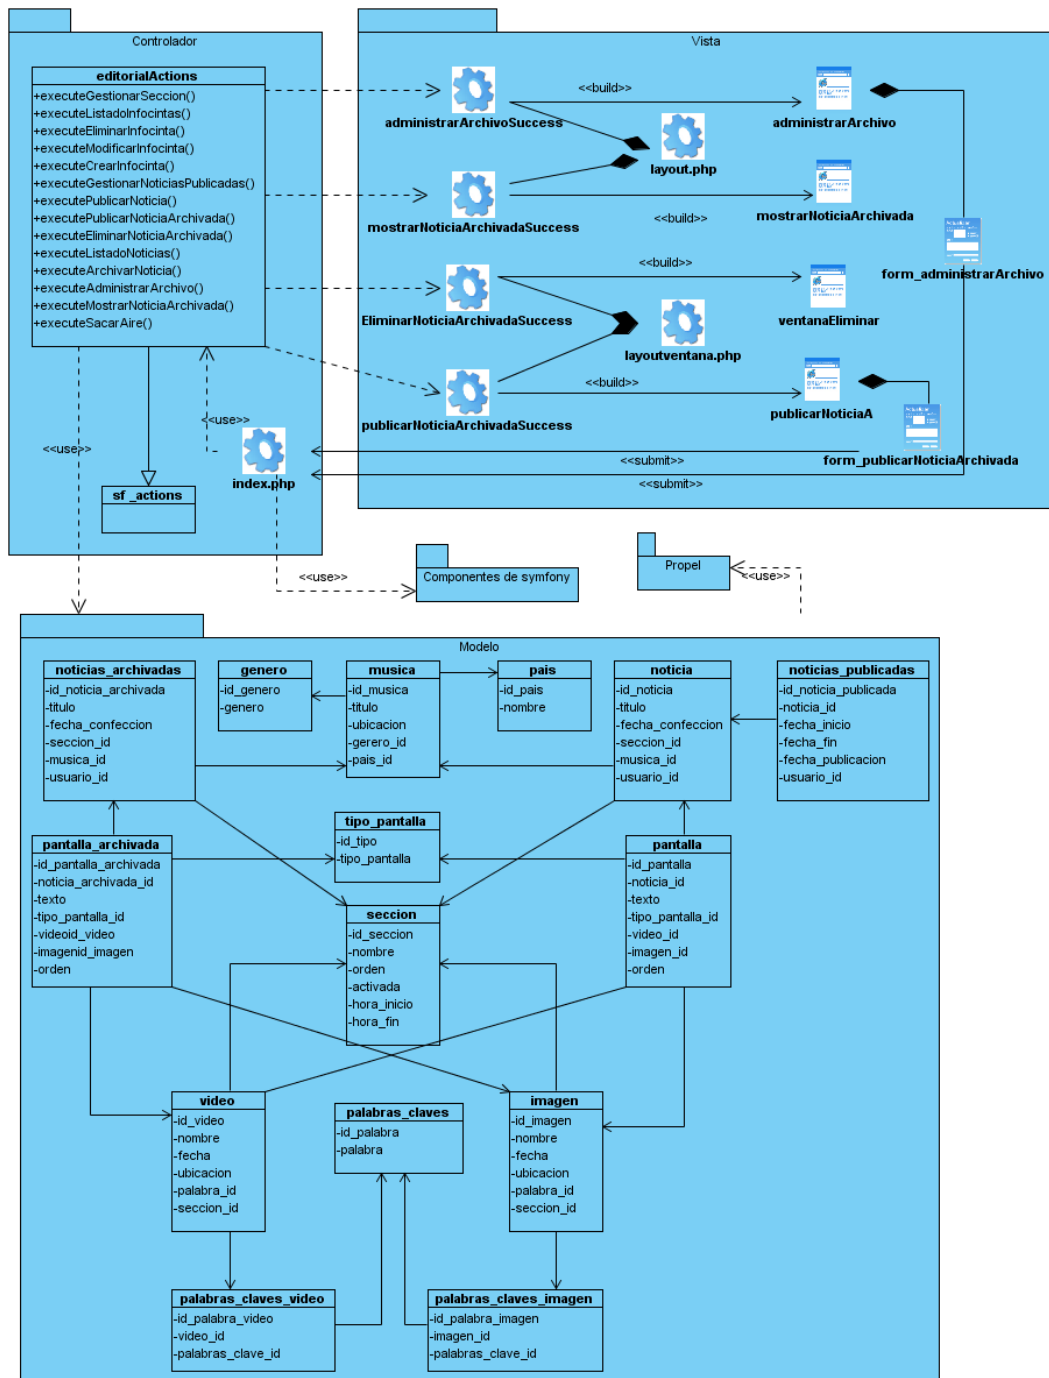 Controlador
editorialActions
+executeGestionarSeccion()
+executeListadoInfocintas()
+executeEliminarInfocinta()
+executeModificarInfocinta()
+executeCrearInfocinta()
+executeGestionarNoticiasPublicadas()
+executePublicarNoticia()
+executePublicarNoticiaArchivada()
+executeEliminarNoticiaArchivada()
+executeListadoNoticias()
+executeArchivarNoticia()
+executeAdministrarArchivo()
+executeMostrarNoticiaArchivada()
+executeSacarAire()
<<use>>
<<use>>
index.php
sf _actions
Vista
administrarArchivoSuccess
<<build>>
administrarArchivo
layout.php
mostrarNoticiaArchivadaSuccess
<<build>>
mostrarNoticiaArchivada
form_administrarArchivo
EliminarNoticiaArchivadaSuccess
<<build>>
ventanaEliminar
layoutventana.php
publicarNoticiaArchivadaSuccess
<<build>>
publicarNoticiaA
form_publicarNoticiaArchivada
<<submit>>
<<submit>>
<<use>>
Componentes de symfony
Propel
<<use>>
Modelo
noticias_archivadas
-id_noticia_archivada
-titulo
-fecha_confeccion
-seccion_id
-musica_id
-usuario_id
genero
-id_genero
-genero
musica
-id_musica
-titulo
-ubicacion
-gerero_id
-pais_id
pais
-id_pais
-nombre
noticia
-id_noticia
-titulo
-fecha_confeccion
-seccion_id
-musica_id
-usuario_id
noticias_publicadas
-id_noticia_publicada
-noticia_id
-fecha_inicio
-fecha_fin
-fecha_publicacion
-usuario_id
pantalla_archivada
-id_pantalla_archivada
-noticia_archivada_id
-texto
-tipo_pantalla_id
-videoid_video
-imagenid_imagen
-orden
tipo_pantalla
-id_tipo
-tipo_pantalla
pantalla
-id_pantalla
-noticia_id
-texto
-tipo_pantalla_id
-video_id
-imagen_id
-orden
seccion
-id_seccion
-nombre
-orden
-activada
-hora_inicio
-hora_fin
video
-id_video
-nombre
-fecha
-ubicacion
-palabra_id
-seccion_id
palabras_claves
-id_palabra
-palabra
imagen
-id_imagen
-nombre
-fecha
-ubicacion
-palabra_id
-seccion_id
palabras_claves_video
-id_palabra_video
-video_id
-palabras_clave_id
palabras_claves_imagen
-id_palabra_imagen
-imagen_id
-palabras_clave_id